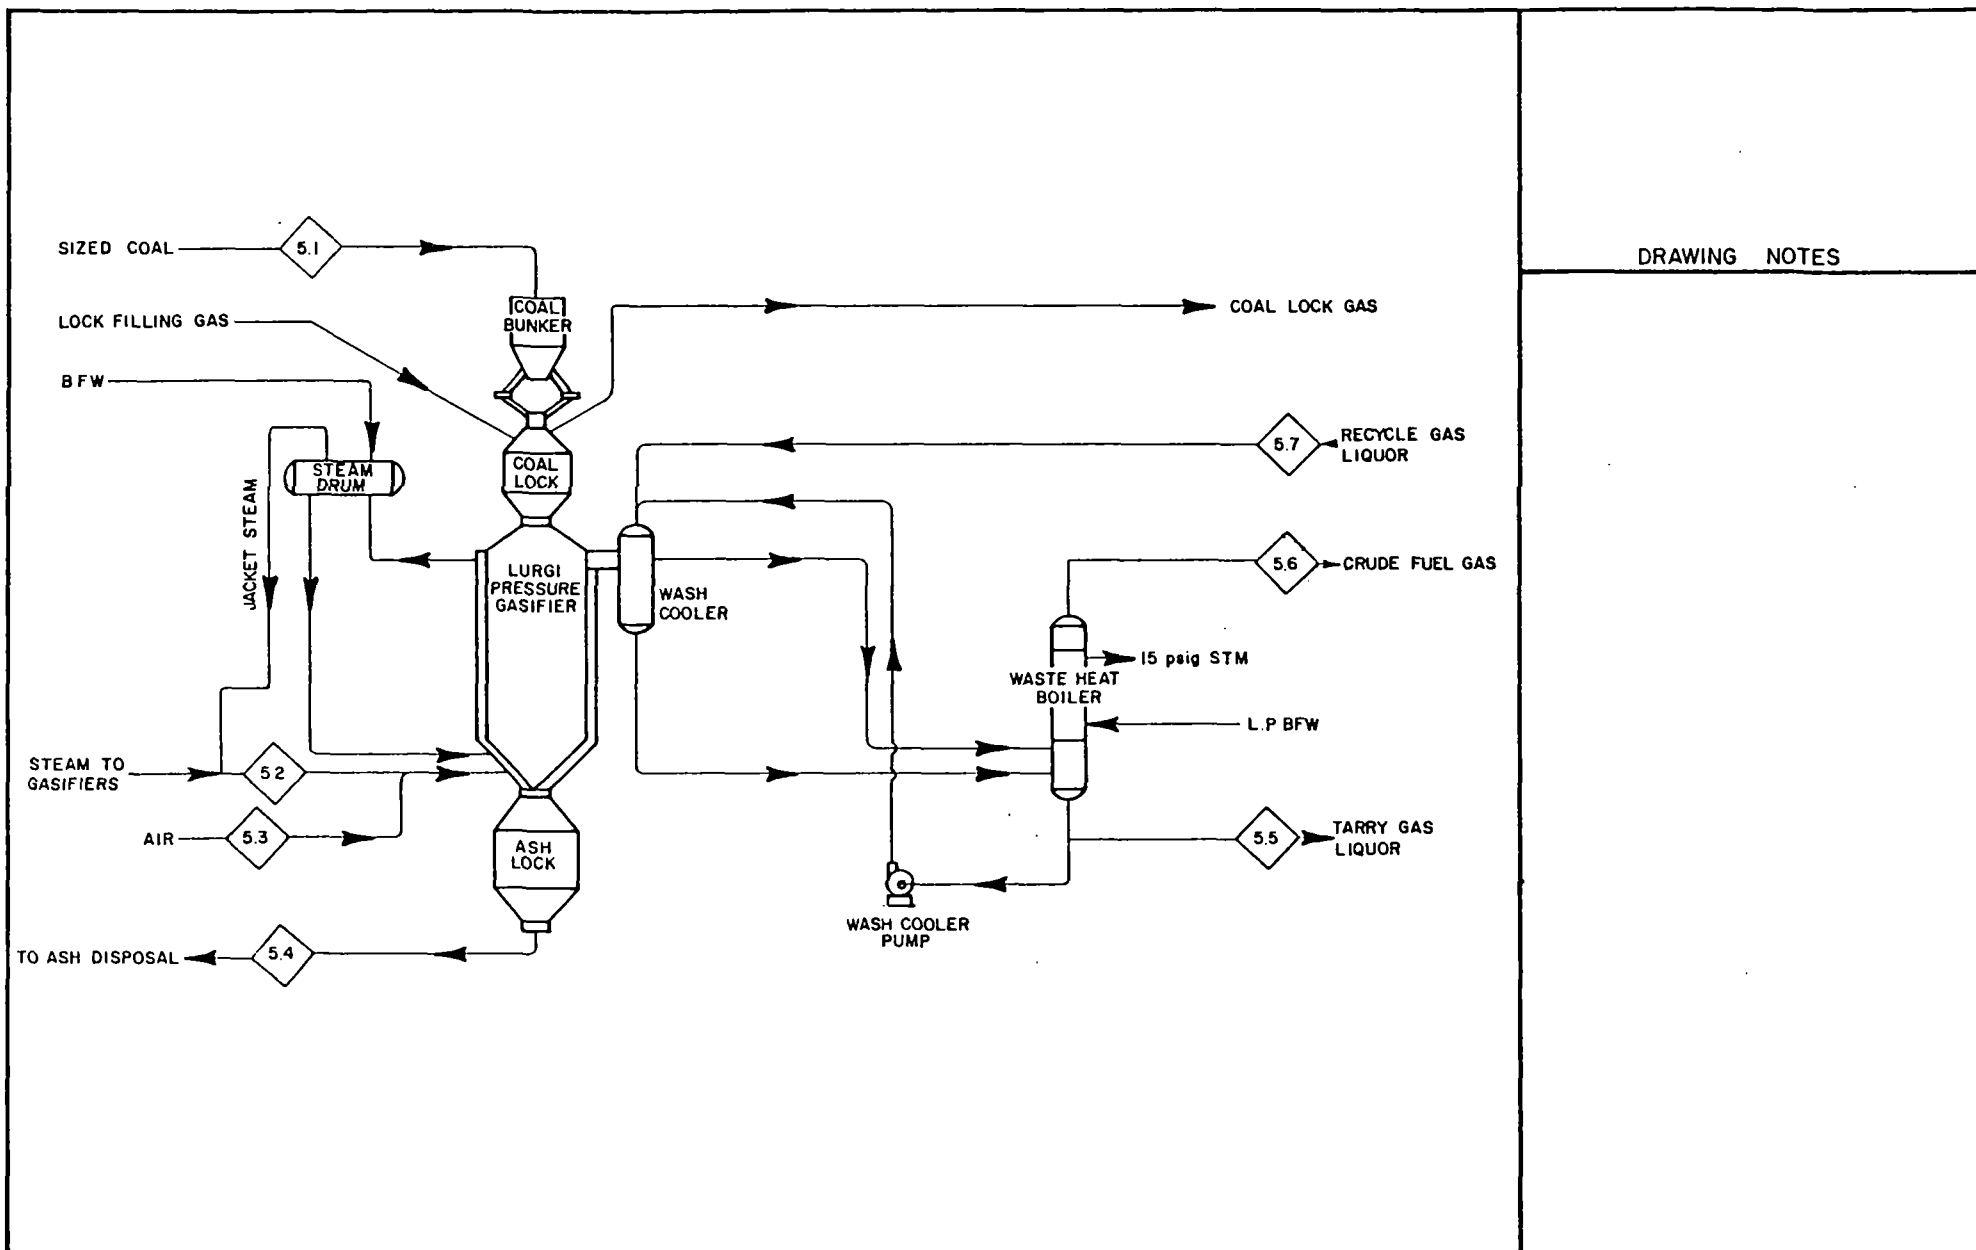 DRAWING NOTES
SIZED COAL
5.1
COAL
BUNKER
COAL LOCK GAS
LOCK FILLING GAS
BFW
5.7
RECYCLE GAS
LIQUOR
STEAM
DRUM
COAL
LOCK
JACKET STEAM
LURGI
PRESSURE
GASIFIER
WASH
COOLER
5.6
CRUDE FUEL GAS
15 psig STM
WASTE HEAT
BOILER
L.P BFW
STEAM TO
GASIFIERS
52
AIR
5.3
ASH
LOCK
5.5
TARRY GAS
LIQUOR
WASH COOLER
PUMP
TO ASH DISPOSAL
5.4